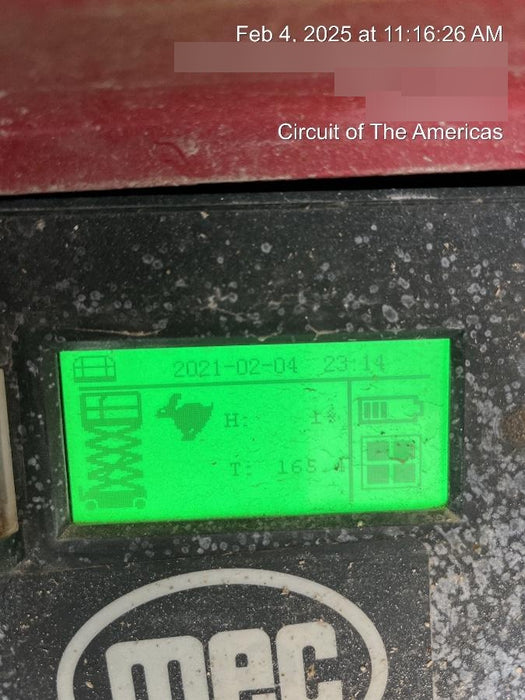 Feb 4, 2025 at 11:16:26 AM
Circuit of The Americas
2021-02-04 23:14
H:
T: 165.4
mec